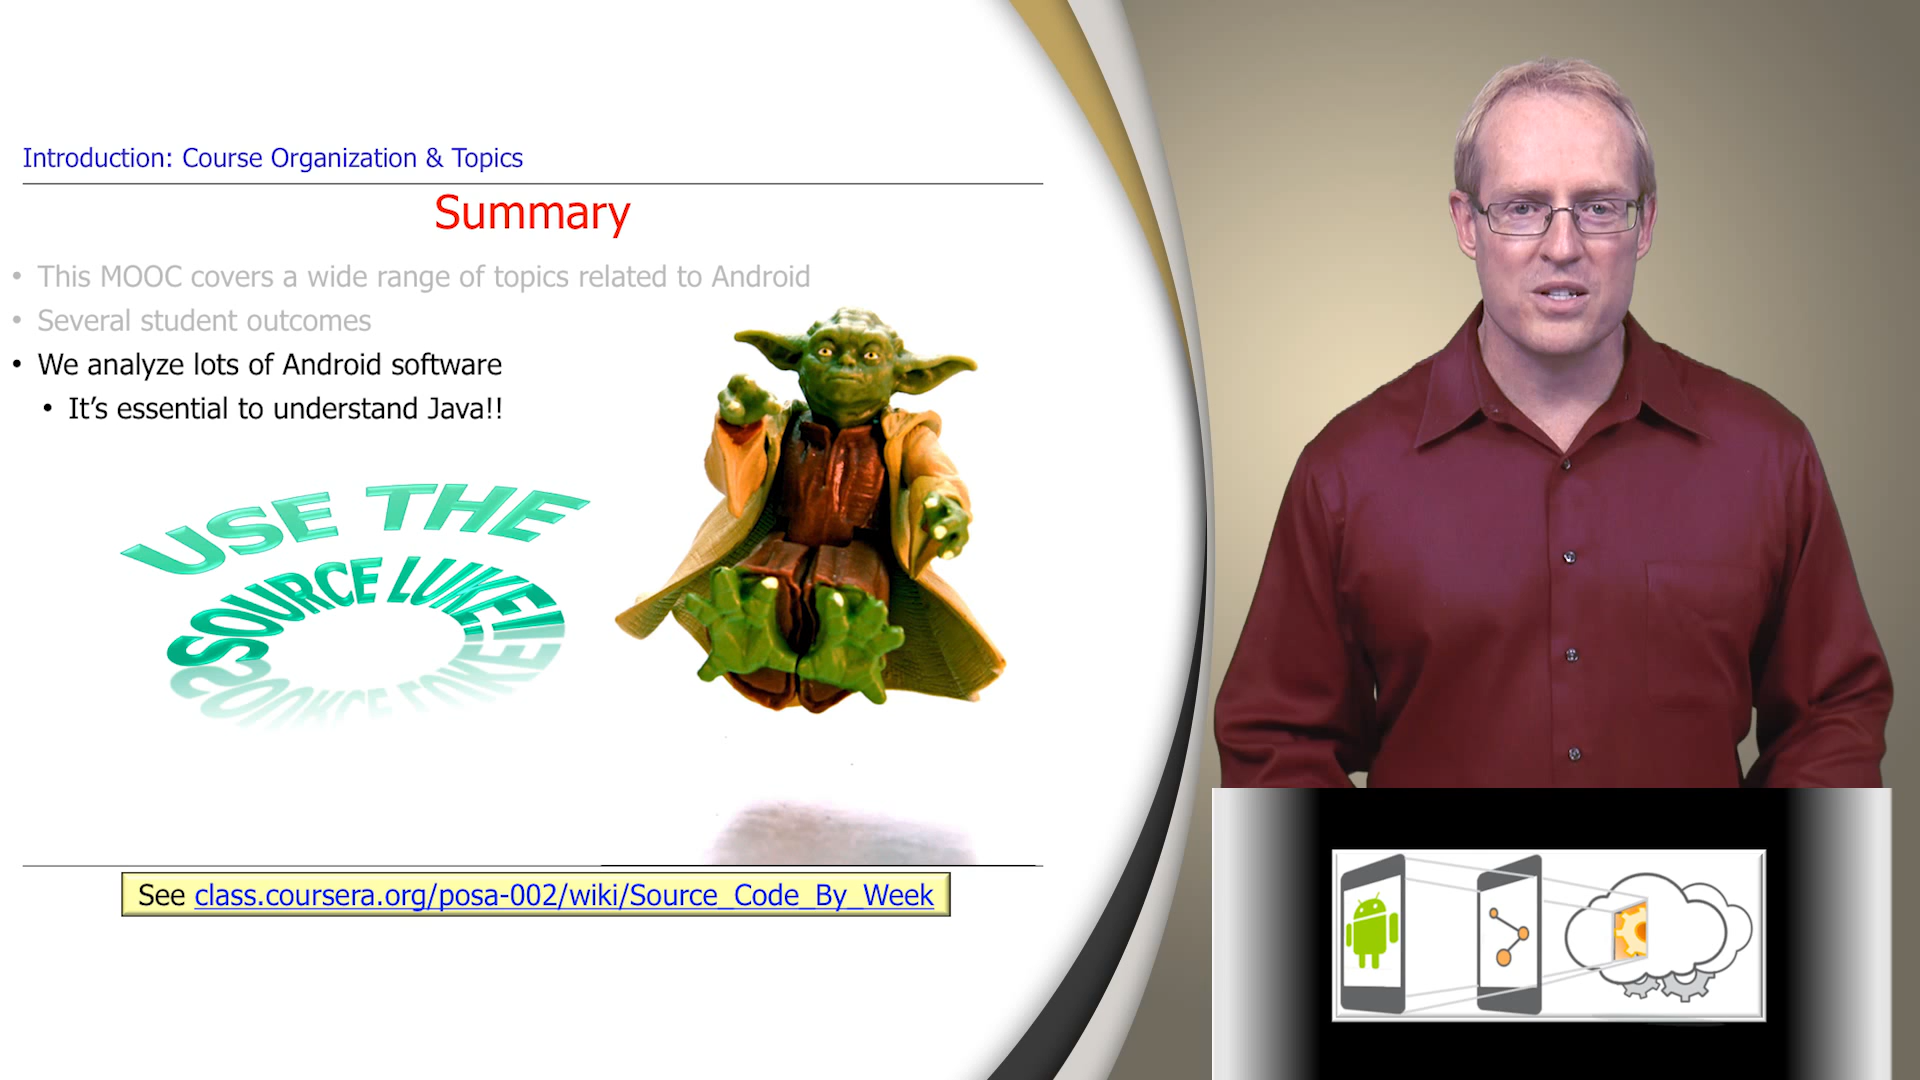 Introduction: Course Organization & Topics
Summary
• This MOOC covers a wide range of topics related to Android
• Several student outcomes
• We analyze lots of Android software
• It’s essential to understand Java!!
USE THE
SOURCE LUKE!
See class.coursera.org/posa-002/wiki/Source_Code_By_Week